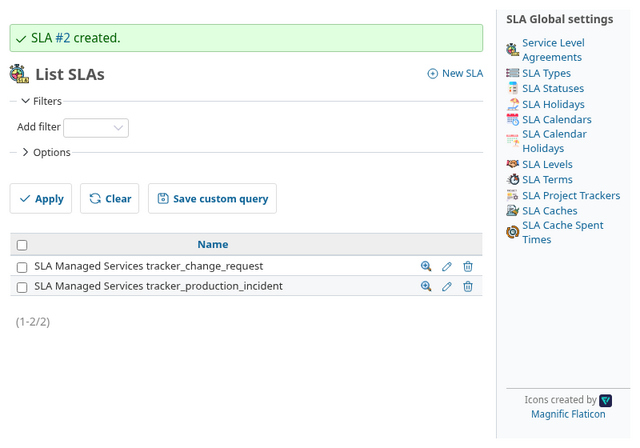 SLA #2 created.
List SLAs
New SLA
Filters
Add filter
Options
Apply
Clear
Save custom query
Name
SLA Managed Services tracker_change_request
SLA Managed Services tracker_production_incident
(1-2/2)
SLA Global settings
Service Level
Agreements
SLA Types
SLA Statuses
SLA Holidays
SLA Calendars
SLA Calendar
Holidays
SLA Levels
SLA Terms
SLA Project Trackers
SLA Caches
SLA Cache Spent
Times
Icons created by
Magnific Flaticon